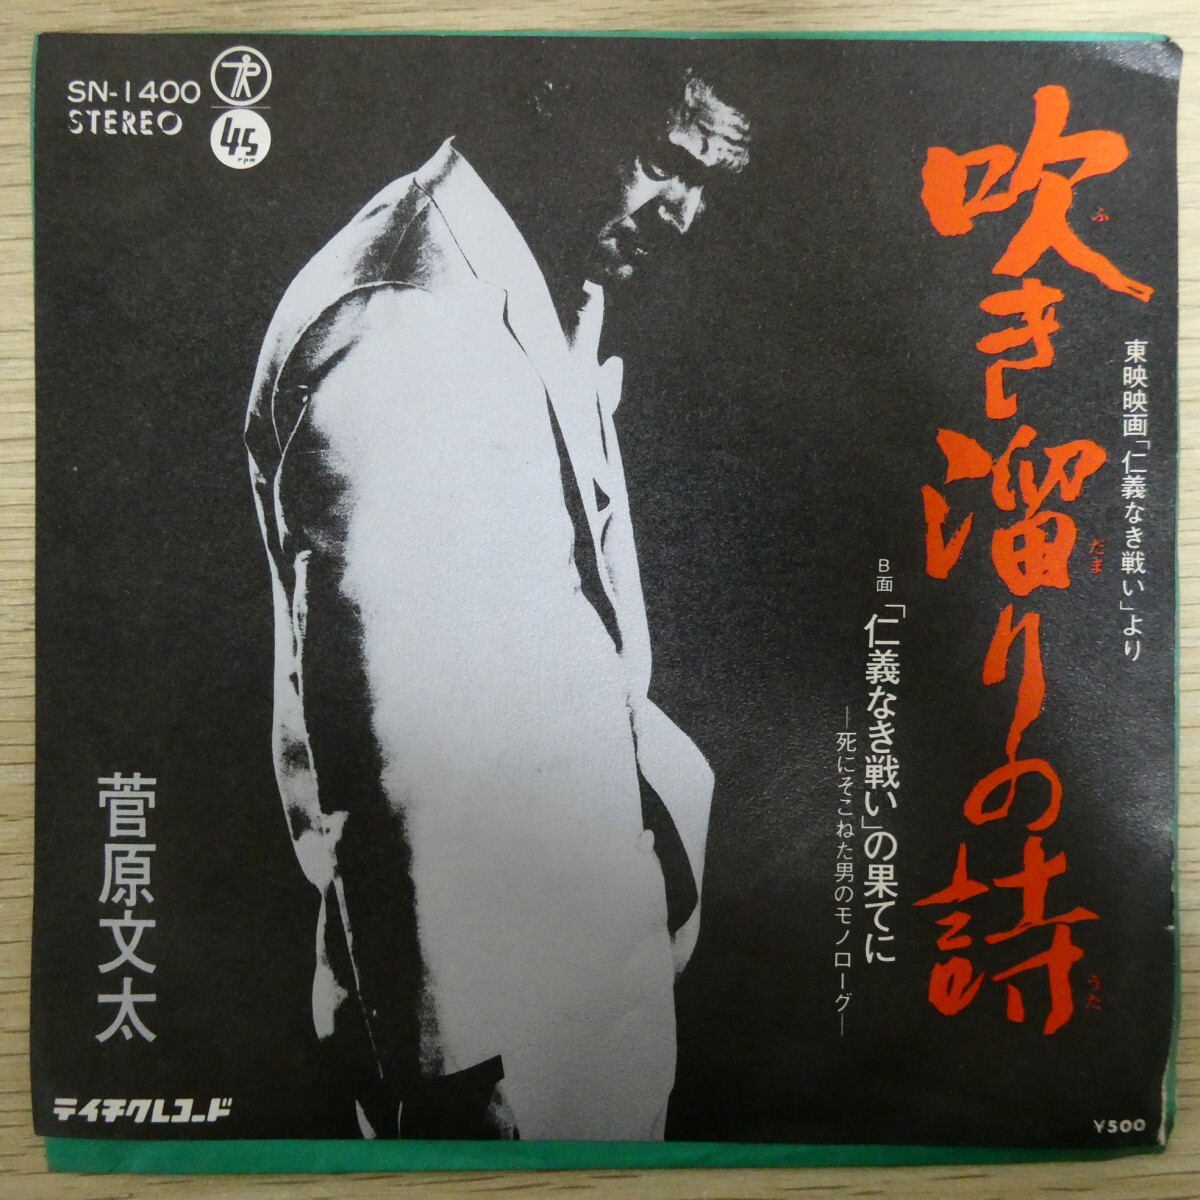 SN-1400
STEREO
TR
45
rpm
吹き溜りの詩
ふ
だま
うた
東映映画「仁義なき戦い」より
B面
「仁義なき戦い」の果てに
—死にそこねた男のモノローグ—
菅原文太
テイチクレコード
¥500